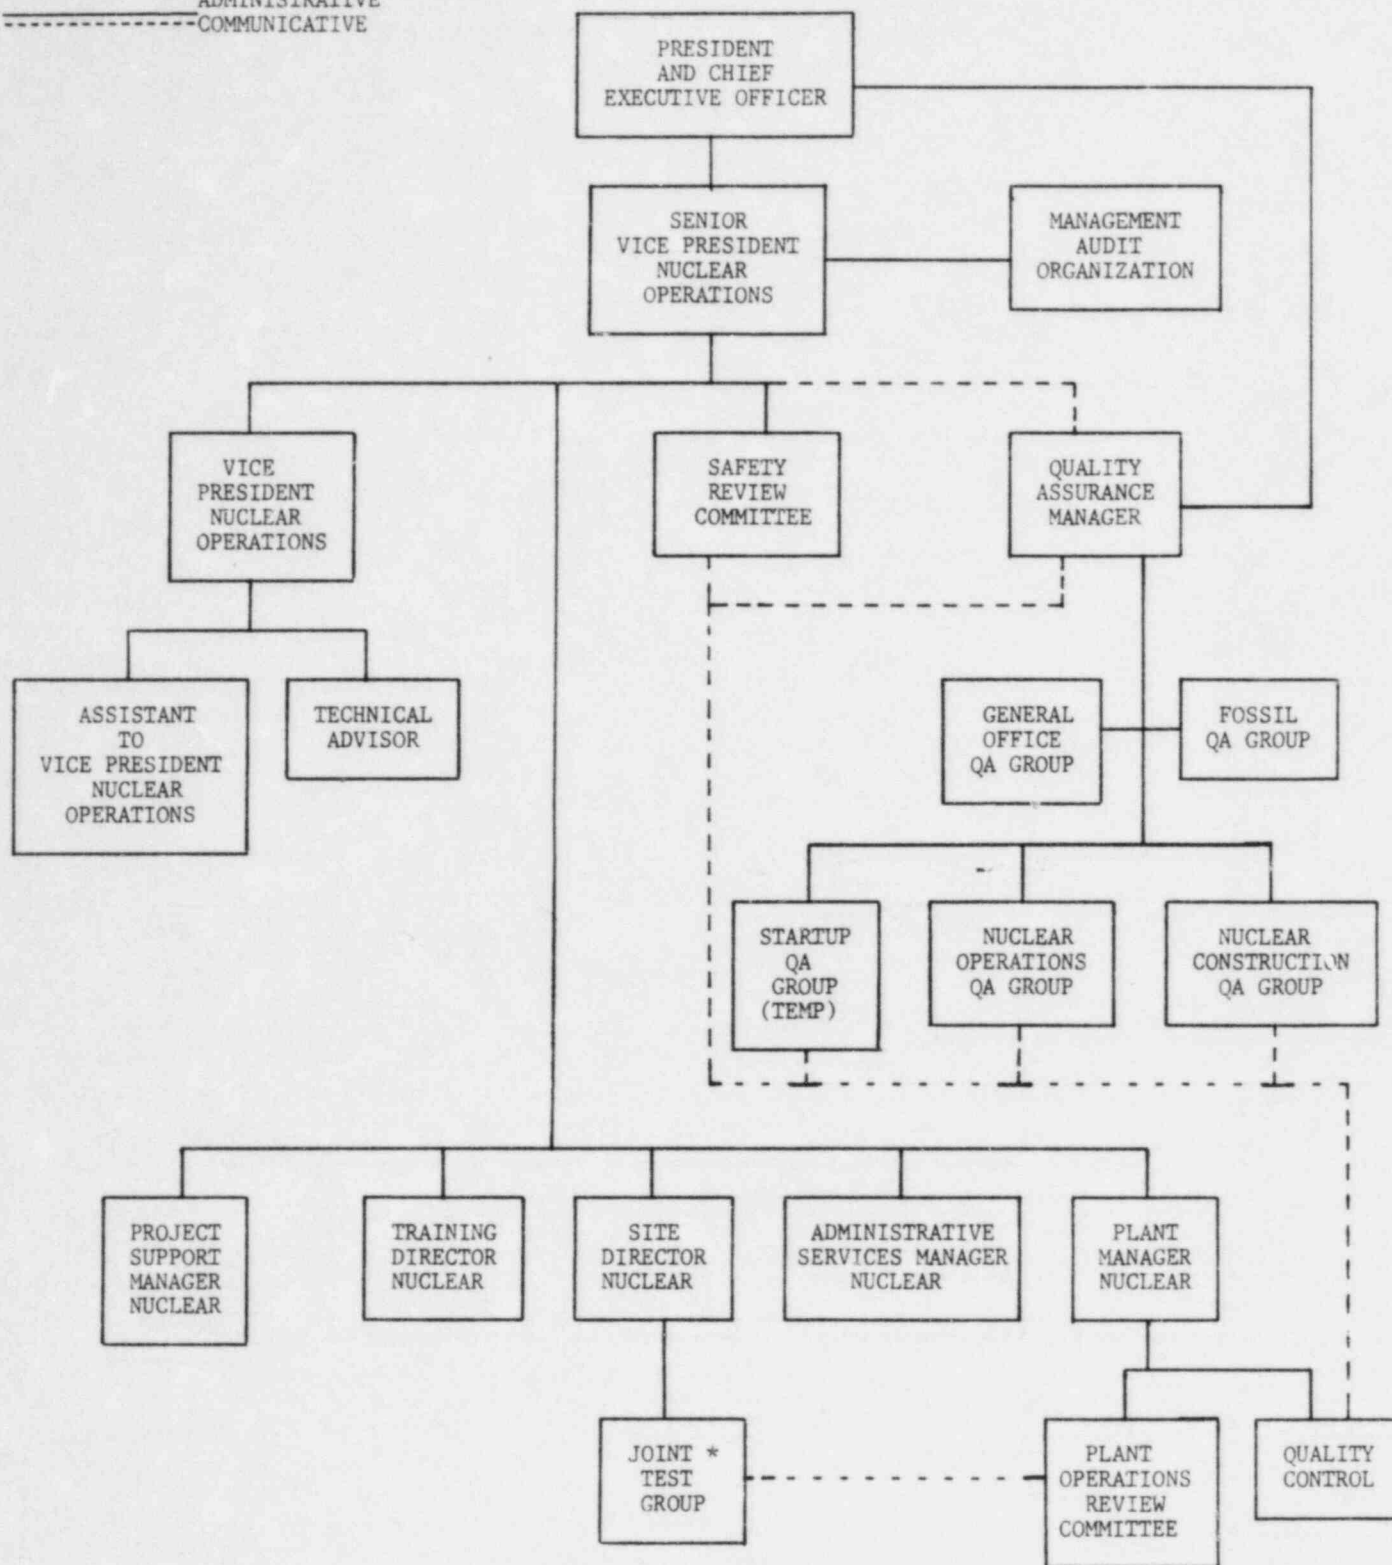 ADMINISTRATIVE
COMMUNICATIVE
PRESIDENT
AND CHIEF
EXECUTIVE OFFICER
SENIOR
VICE PRESIDENT
NUCLEAR
OPERATIONS
MANAGEMENT
AUDIT
ORGANIZATION
VICE
PRESIDENT
NUCLEAR
OPERATIONS
SAFETY
REVIEW
COMMITTEE
QUALITY
ASSURANCE
MANAGER
ASSISTANT
TO
VICE PRESIDENT
NUCLEAR
OPERATIONS
TECHNICAL
ADVISOR
GENERAL
OFFICE
QA GROUP
FOSSIL
QA GROUP
STARTUP
QA
GROUP
(TEMP)
NUCLEAR
OPERATIONS
QA GROUP
NUCLEAR
CONSTRUCTION
QA GROUP
PROJECT
SUPPORT
MANAGER
NUCLEAR
TRAINING
DIRECTOR
NUCLEAR
SITE
DIRECTOR
NUCLEAR
ADMINISTRATIVE
SERVICES MANAGER
NUCLEAR
PLANT
MANAGER
NUCLEAR
JOINT *
TEST
GROUP
PLANT
OPERATIONS
REVIEW
COMMITTEE
QUALITY
CONTROL